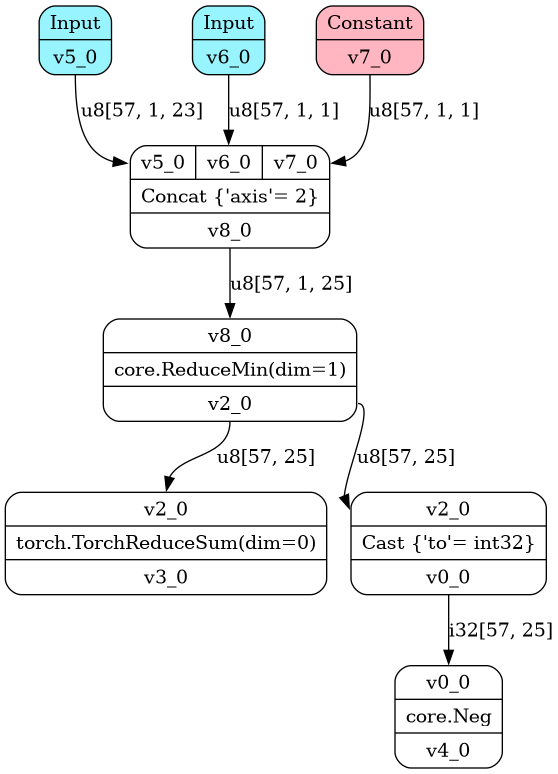 Input
v5_0
Input
v6_0
Constant
v7_0
u8[57, 1, 23]
u8[57, 1, 1]
u8[57, 1, 1]
v5_0
v6_0
v7_0
Concat {'axis'= 2}
v8_0
u8[57, 1, 25]
v8_0
core.ReduceMin(dim=1)
v2_0
u8[57, 25]
u8[57, 25]
v2_0
torch.TorchReduceSum(dim=0)
v3_0
v2_0
Cast {'to'= int32}
v0_0
i32[57, 25]
v0_0
core.Neg
v4_0